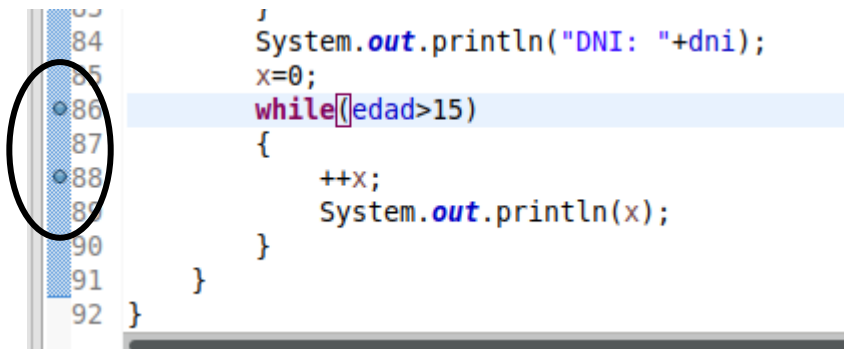 83 }
84 System.out.println("DNI: "+dni);
85 x=0;
86 while(edad>15)
87 {
88 ++x;
89 System.out.println(x);
90 }
91 }
92 }